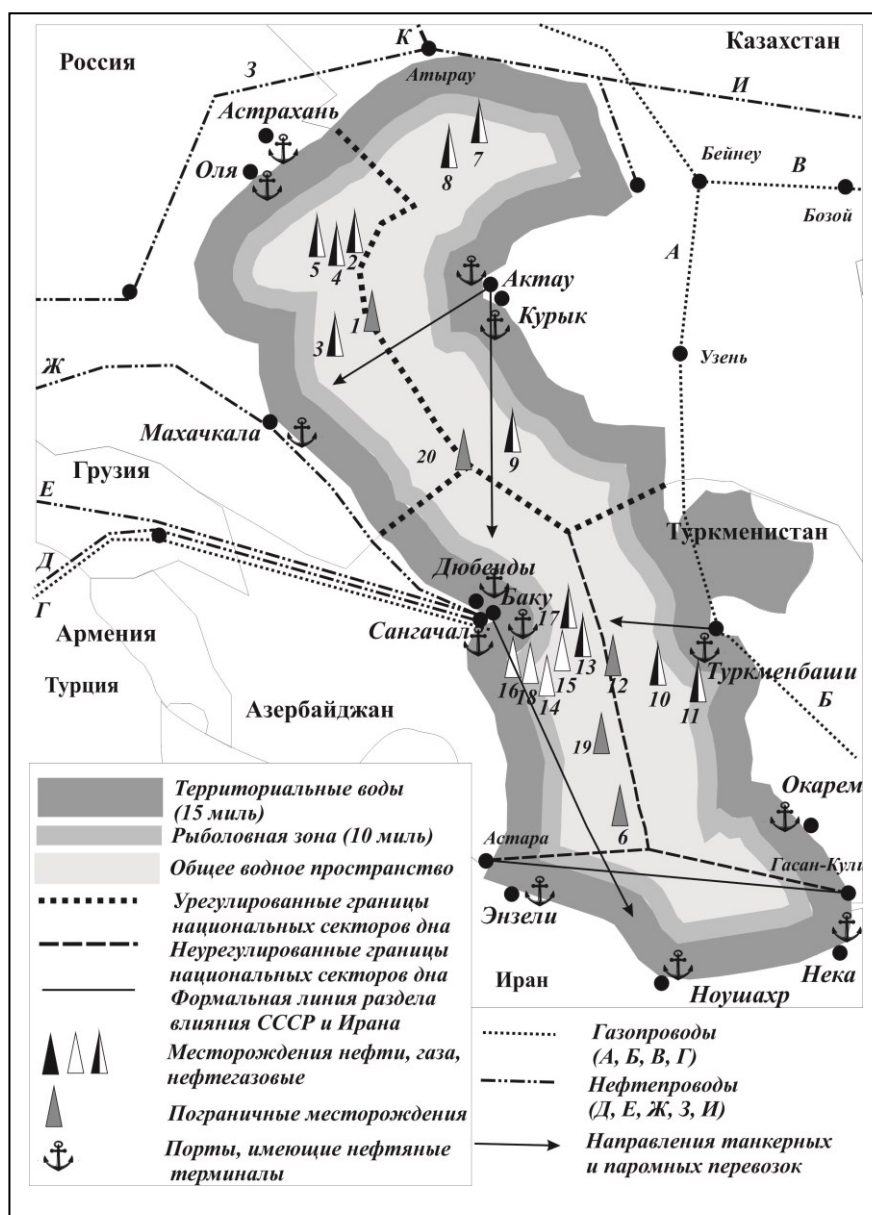 Россия
К
Казахстан
З
Атырау
И
Астрахань
7
8
Бейнеу
В
Оля
Бозой
А
5
4
2
Актау
Курык
1
3
Узень
Ж
Махачкала
20
9
Грузия
Е
Туркменистан
Д
Дюбенды
Г
Баку
17
Сангачал
Армения
13
Туркменбаши
16
18
14
15
12
10
11
Турция
Б
Азербайджан
19
Окарем
6
Астара
Гасан-Кули
Энзели
Иран
Нека
Ноушахр
Территориальные воды
(15 миль)
Рыболовная зона (10 миль)
Общее водное пространство
Урегулированные границы
национальных секторов дна
Неурегулированные границы
национальных секторов дна
Формальная линия раздела
влияния СССР и Ирана
Месторождения нефти, газа,
нефтегазовые
Пограничные месторождения
Порты, имеющие нефтяные
терминалы
Газопроводы
(А, Б, В, Г)
Нефтепроводы
(Д, Е, Ж, З, И)
Направления танкерных
и паромных перевозок